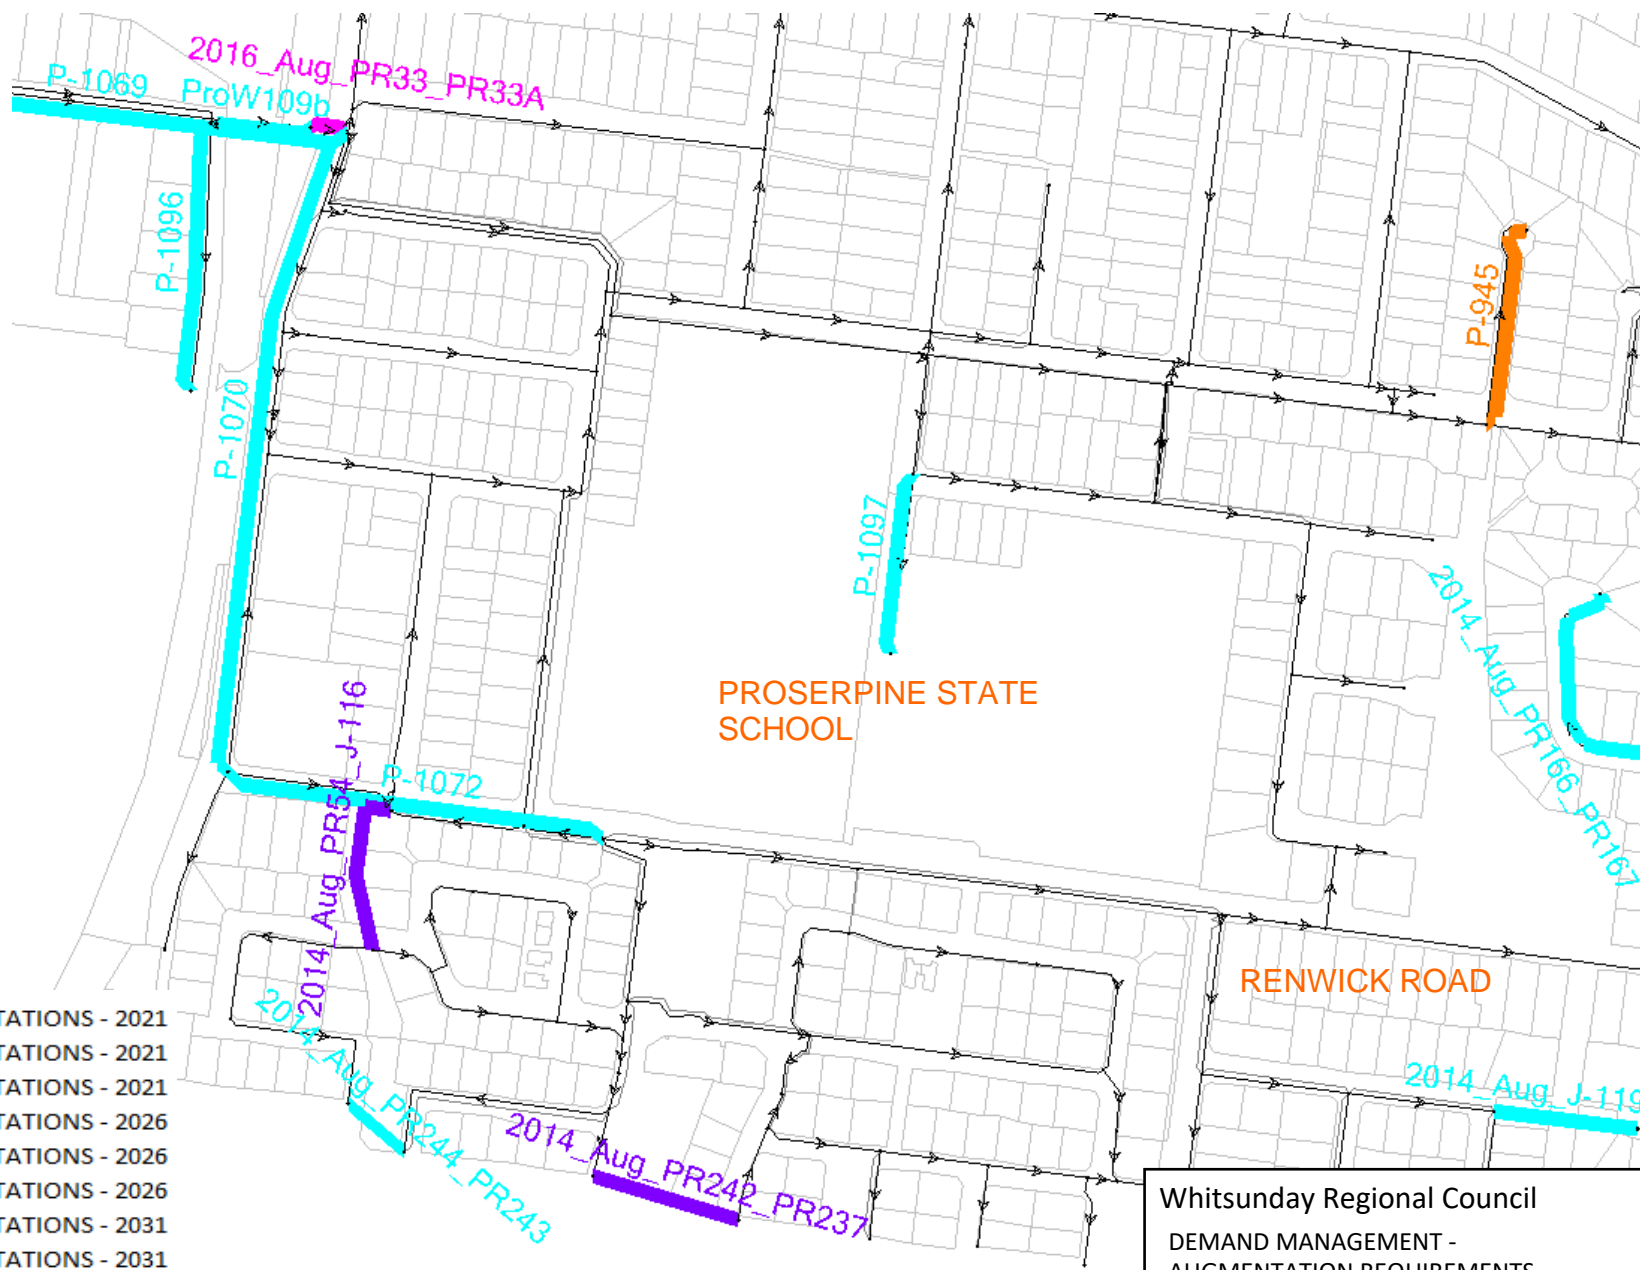 2016_Aug_PR33_PR33A
P-1069
ProW109b
P-1096
P-945
P-1070
P-1097
2014_Aug_PR166_PR167
PROSERPINE STATE
SCHOOL
2014_Aug_PR54_J-116
P-1072
RENWICK ROAD
TATIONS - 2021
TATIONS - 2021
TATIONS - 2021
TATIONS - 2026
TATIONS - 2026
TATIONS - 2026
TATIONS - 2031
TATIONS - 2031
2014_Aug_PR244_PR243
2014_Aug_PR242_PR237
2014_Aug_J-119
Whitsunday Regional Council
DEMAND MANAGEMENT -
AUGMENTATION REQUIREMENTS